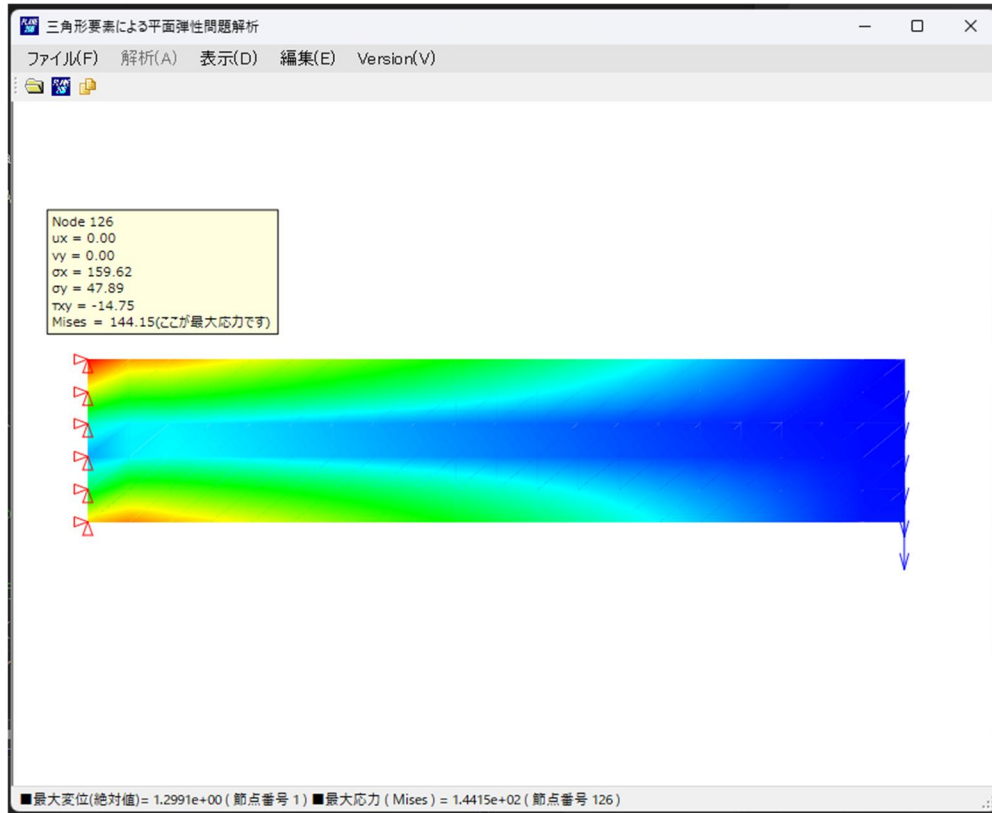 三角形要素による平面弾性問題解析
ファイル(F) 解析(A) 表示(D) 編集(E) Version(V)
Node 126
ux = 0.00
vy = 0.00
σx = 159.62
σy = 47.89
τxy = -14.75
Mises = 144.15(ここが最大応力です)
■最大変位(絶対値)= 1.2991e+00 ( 節点番号 1 ) ■最大応力 ( Mises ) = 1.4415e+02 ( 節点番号 126 )